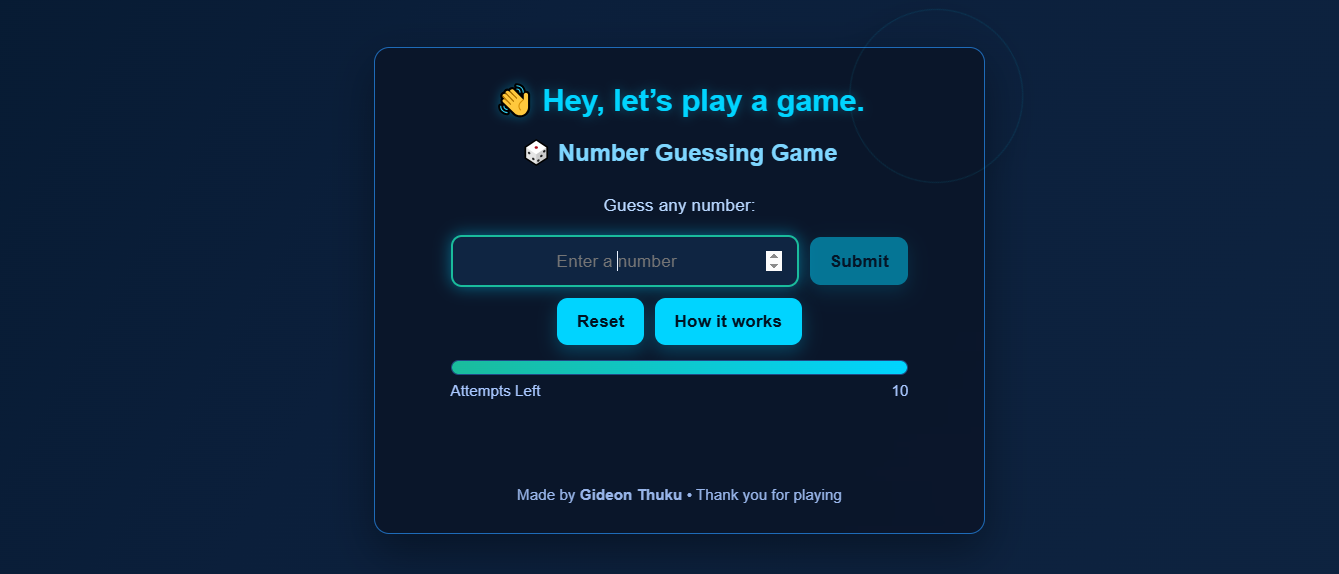 👋 Hey, let’s play a game.
🎲 Number Guessing Game
Guess any number:
Enter a number
Submit
Reset
How it works
Attempts Left
10
Made by Gideon Thuku • Thank you for playing